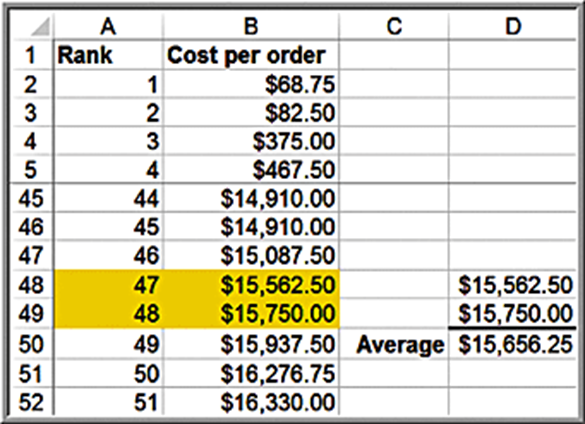 A B C D
1 Rank Cost per order
2 1 $68.75
3 2 $82.50
4 3 $375.00
5 4 $467.50
45 44 $14,910.00
46 45 $14,910.00
47 46 $15,087.50
48 47 $15,562.50 $15,562.50
49 48 $15,750.00 $15,750.00
50 49 $15,937.50 Average $15,656.25
51 50 $16,276.75
52 51 $16,330.00